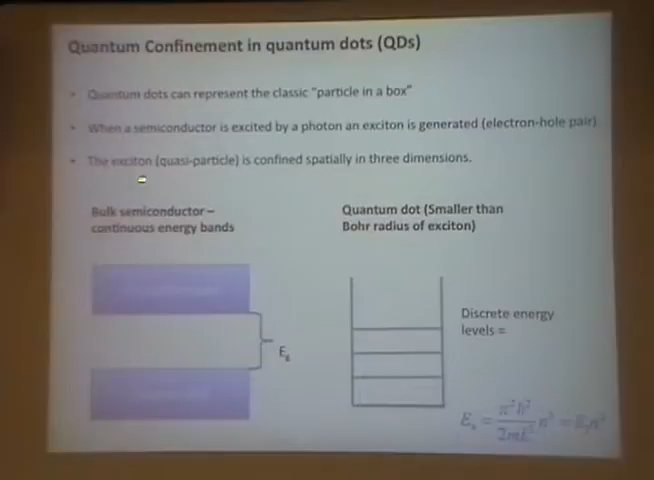 Quantum Confinement in quantum dots (QDs)
• Quantum dots can represent the classic "particle in a box"
• When a semiconductor is excited by a photon an exciton is generated (electron-hole pair)
• The exciton (quasi-particle) is confined spatially in three dimensions.
Bulk semiconductor – continuous energy bands
Quantum dot (Smaller than Bohr radius of exciton)
E_g
Discrete energy levels =